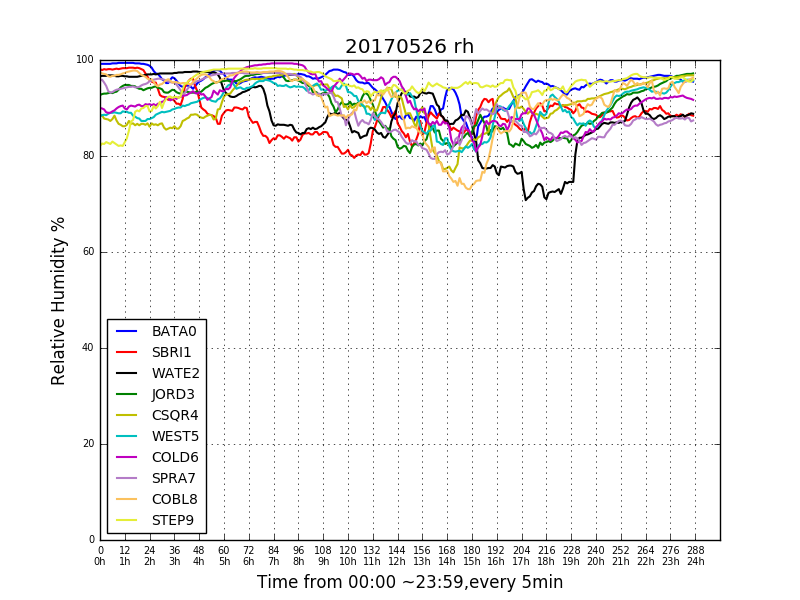 20170526 rh
100
80
60
40
20
0
Relative Humidity %
BATA0
SBRI1
WATE2
JORD3
CSQR4
WEST5
COLD6
SPRA7
COBL8
STEP9
0 12 24 36 48 60 72 84 96 108 120 132 144 156 168 180 192 204 216 228 240 252 264 276 288
0h 1h 2h 3h 4h 5h 6h 7h 8h 9h 10h 11h 12h 13h 14h 15h 16h 17h 18h 19h 20h 21h 22h 23h 24h
Time from 00:00 ~23:59,every 5min